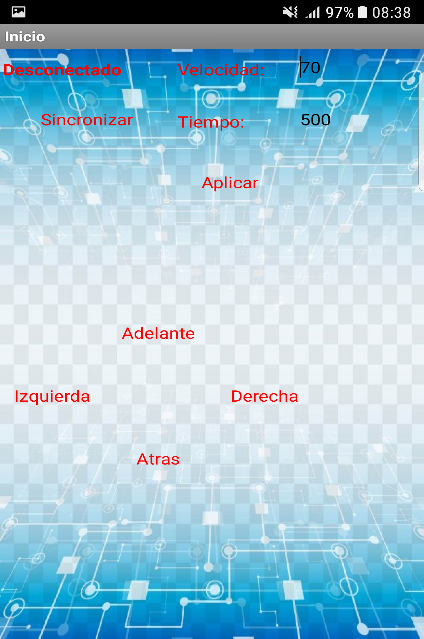 97% 08:38
Inicio
Desconectado Velocidad: 70
Sincronizar Tiempo: 500
Aplicar
Adelante
Izquierda Derecha
Atras